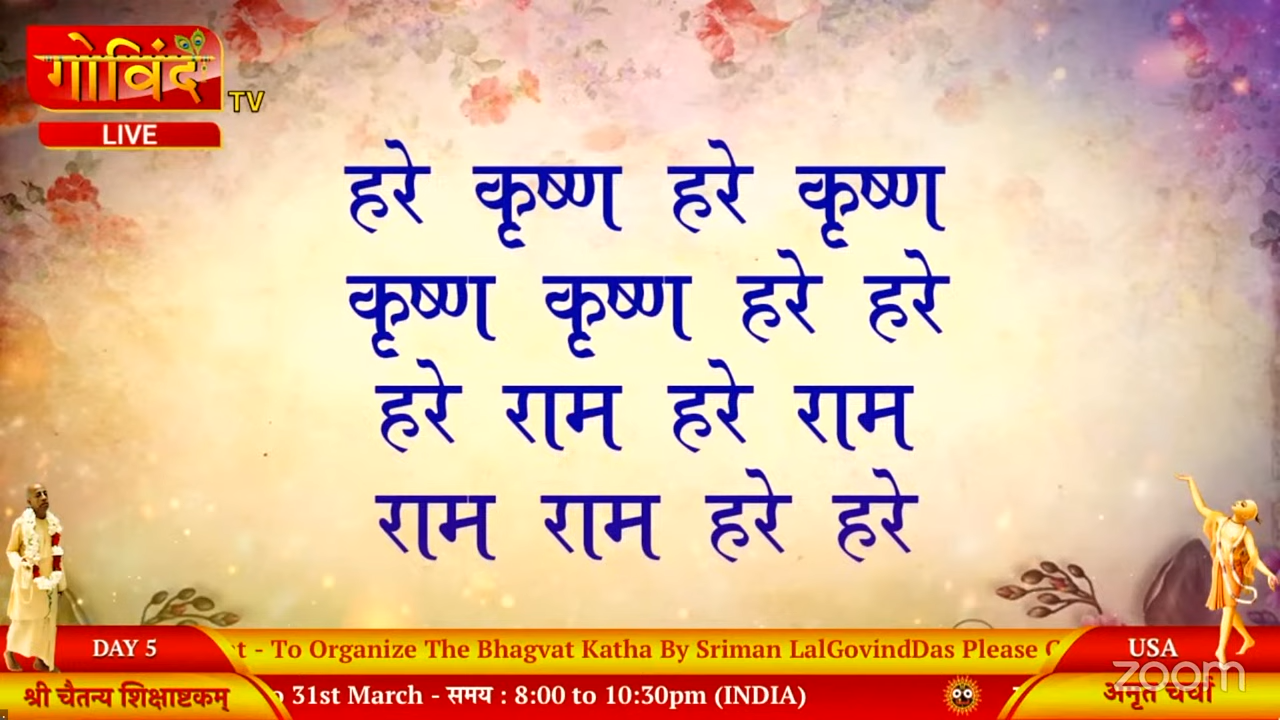 गोविंद
TV
LIVE
हरे कृष्ण हरे कृष्ण
कृष्ण कृष्ण हरे हरे
हरे राम हरे राम
राम राम हरे हरे
DAY 5
- To Organize The Bhagvat Katha By Sriman LalGovindDas Please
USA
श्री चैतन्य शिक्षाष्टकम्
31st March - समय : 8:00 to 10:30pm (INDIA)
अमृत चर्चा
zoom